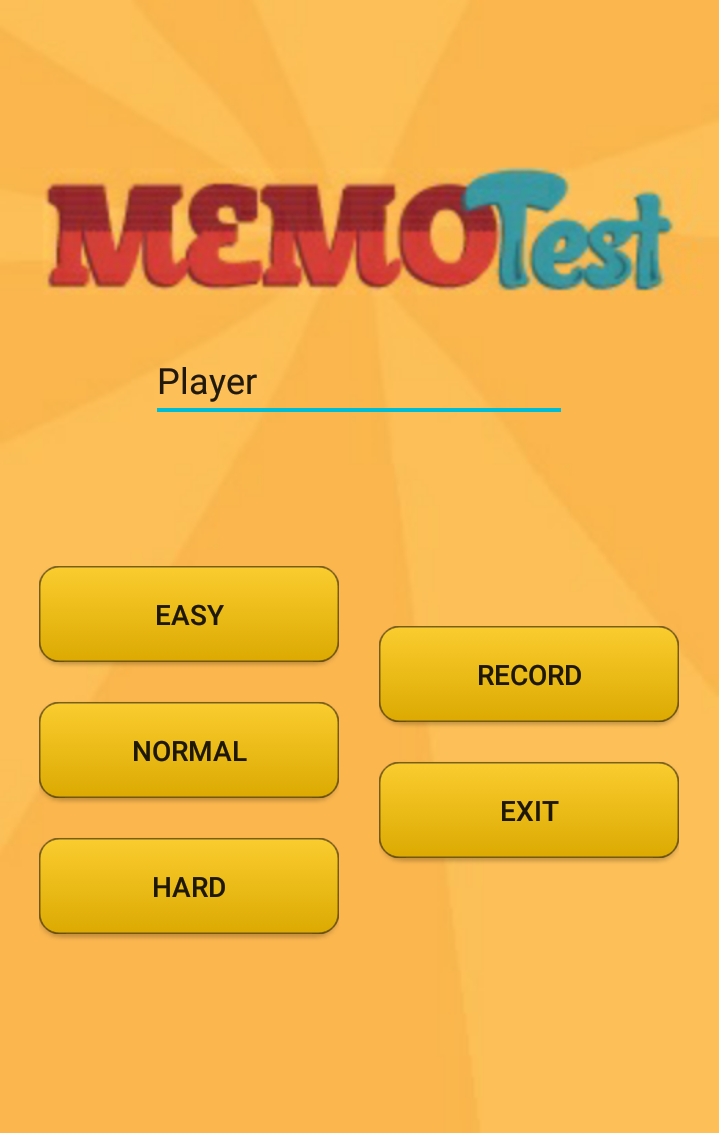 MEMOTest
Player
EASY
NORMAL
HARD
RECORD
EXIT